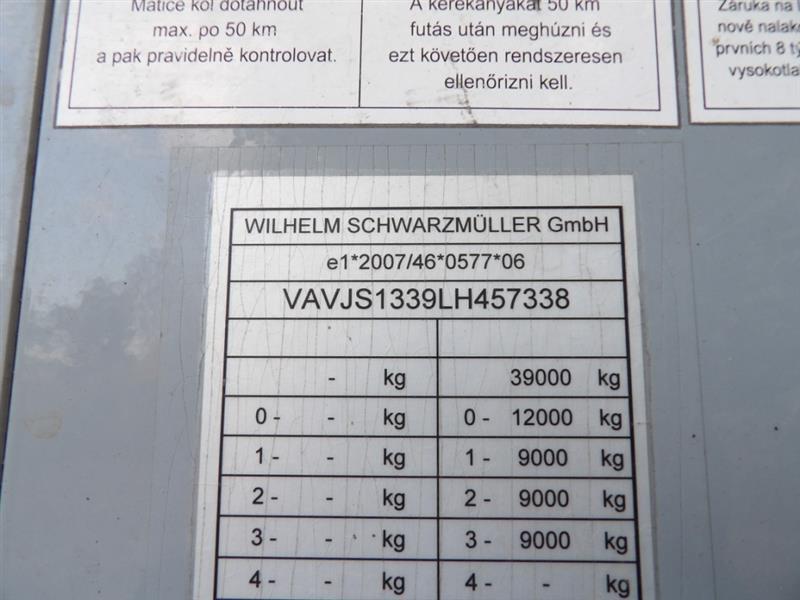 Matice kol dotáhnout
max. po 50 km
a pak pravidelně kontrolovat.
A kerékanyákat 50 km
futás után meghúzni és
ezt követően rendszeresen
ellenőrizni kell.
Záruka na l
nově nalako
prvních 8 tý
vysokotla
WILHELM SCHWARZMÜLLER GmbH
e1*2007/46*0577*06
VAVJS1339LH457338
- kg 39000 kg
0 - - kg 0 - 12000 kg
1 - - kg 1 - 9000 kg
2 - - kg 2 - 9000 kg
3 - - kg 3 - 9000 kg
4 - - kg 4 - - kg